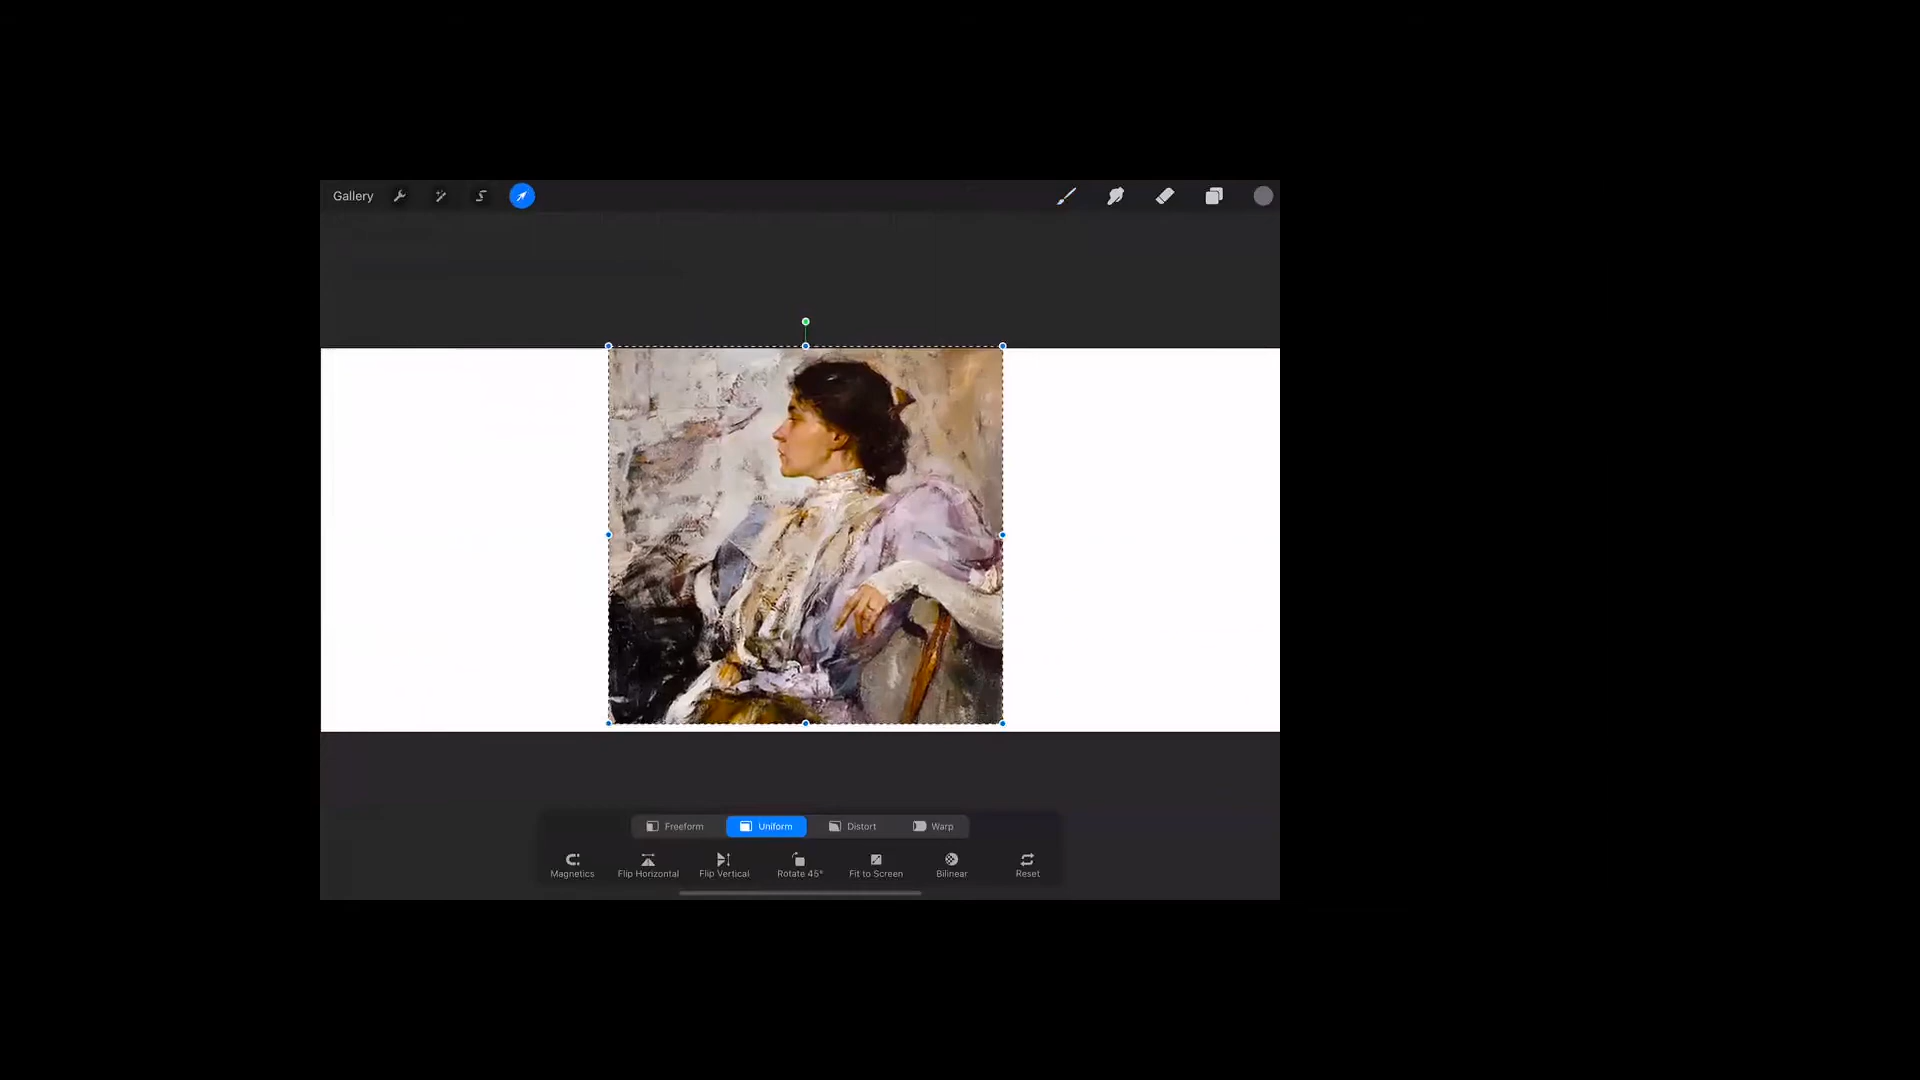 Gallery
Freeform Uniform Distort Warp
Magnetics Flip Horizontal Flip Vertical Rotate 45° Fit to Screen Bilinear Reset